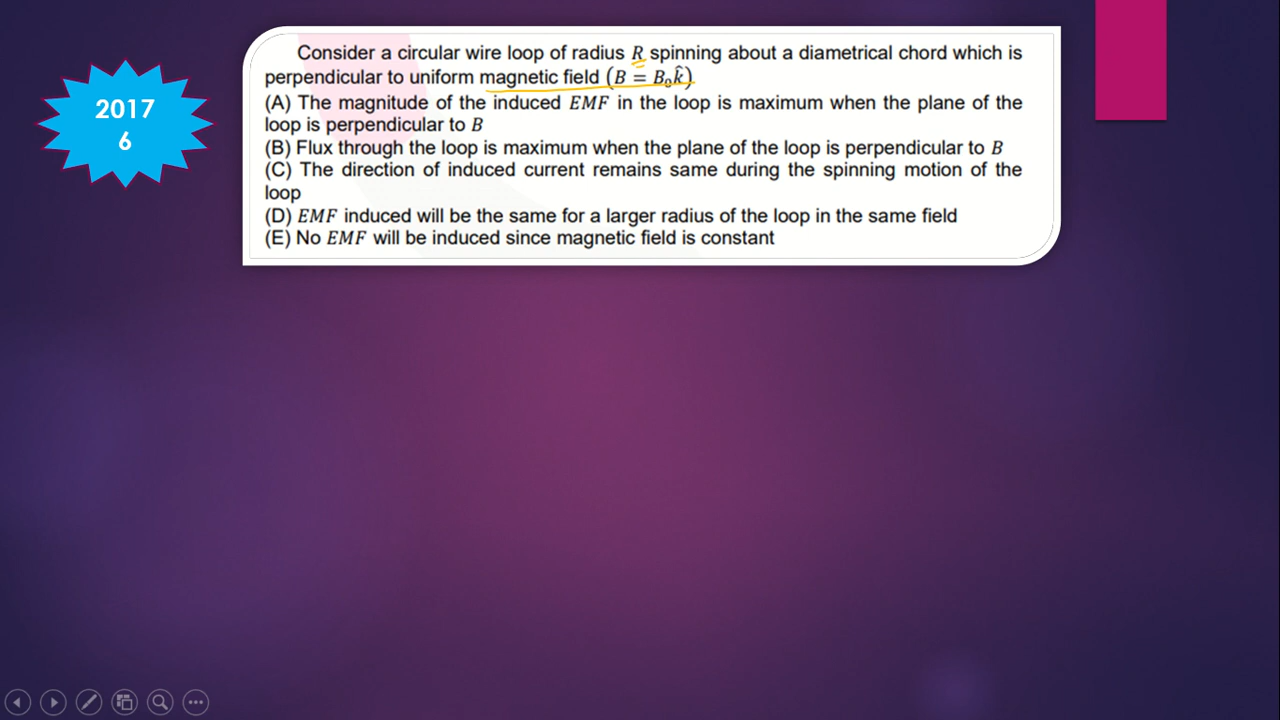 2017
6
Consider a circular wire loop of radius R spinning about a diametrical chord which is
perpendicular to uniform magnetic field (B = B₀k̂)
(A) The magnitude of the induced EMF in the loop is maximum when the plane of the
loop is perpendicular to B
(B) Flux through the loop is maximum when the plane of the loop is perpendicular to B
(C) The direction of induced current remains same during the spinning motion of the
loop
(D) EMF induced will be the same for a larger radius of the loop in the same field
(E) No EMF will be induced since magnetic field is constant